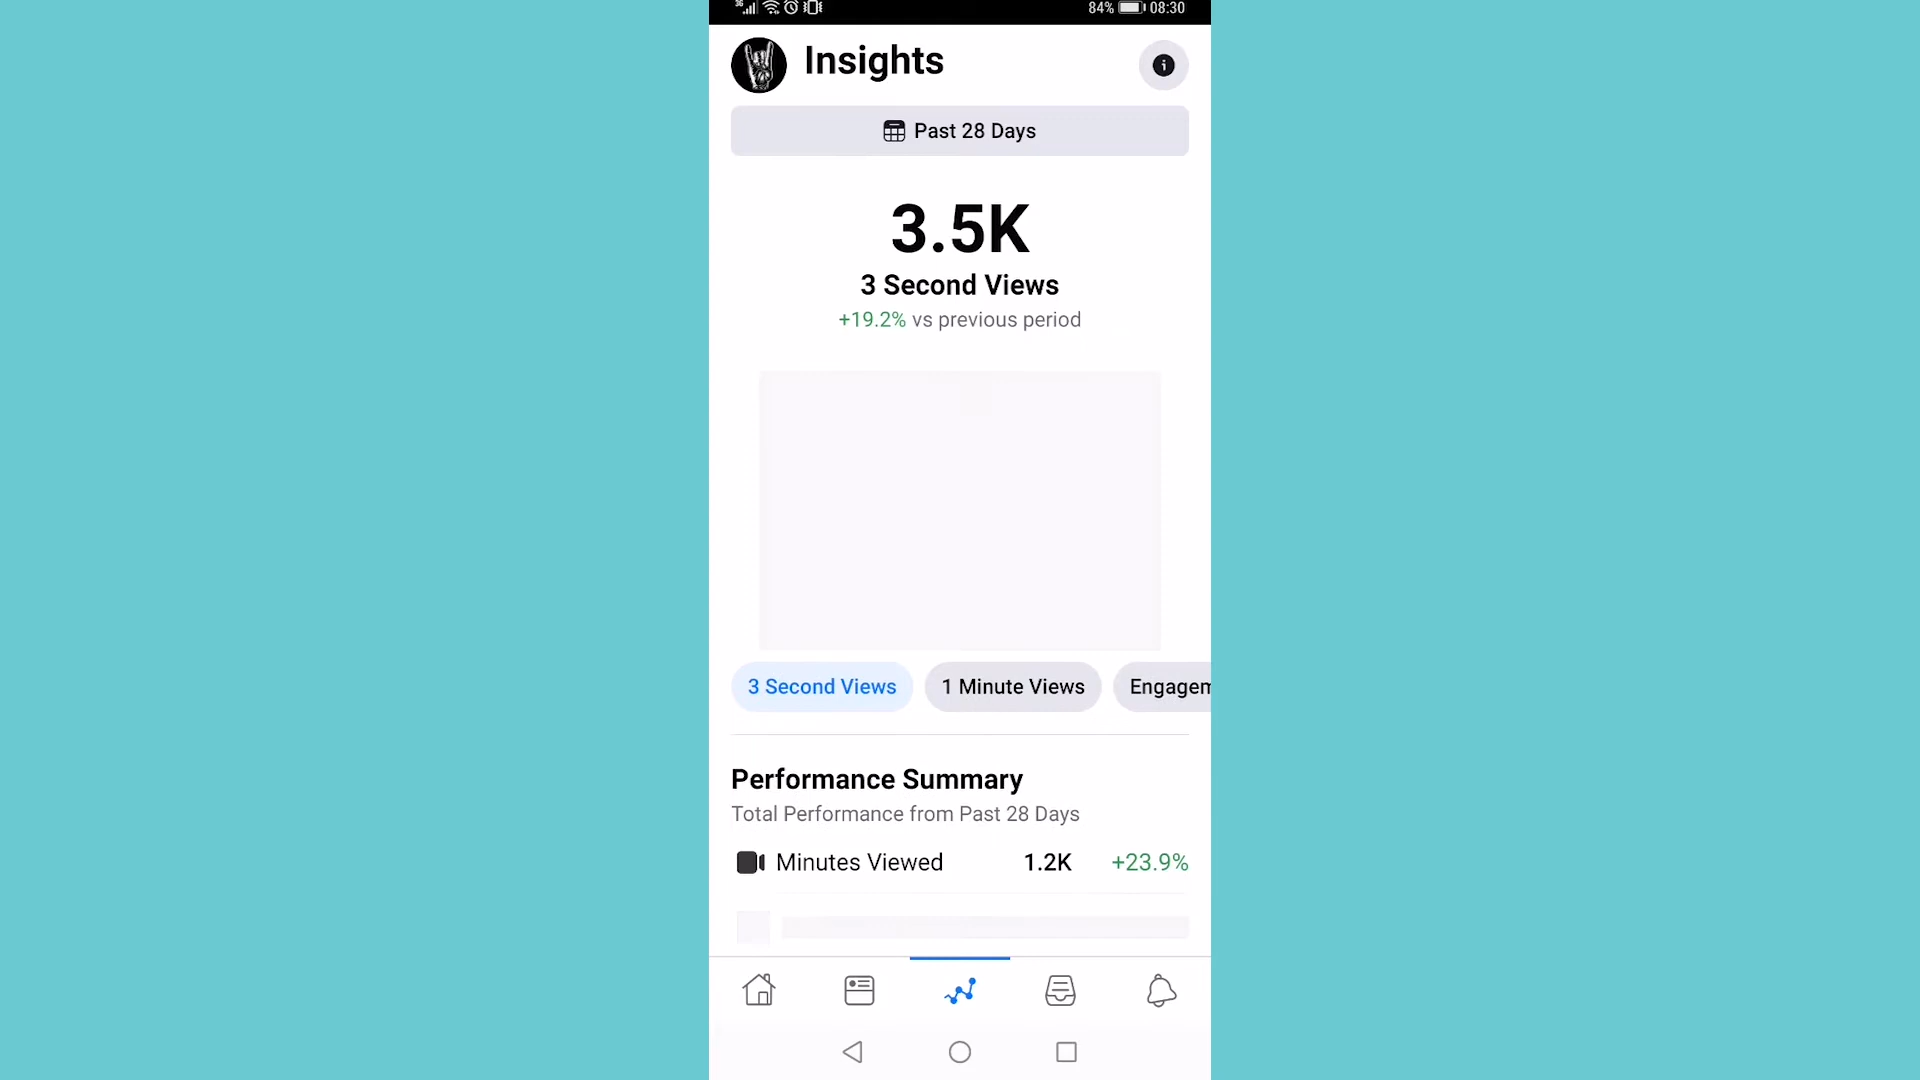 3G 84% 08:30
Insights
Past 28 Days
3.5K
3 Second Views
+19.2% vs previous period
3 Second Views 1 Minute Views Engagem
Performance Summary
Total Performance from Past 28 Days
Minutes Viewed 1.2K +23.9%